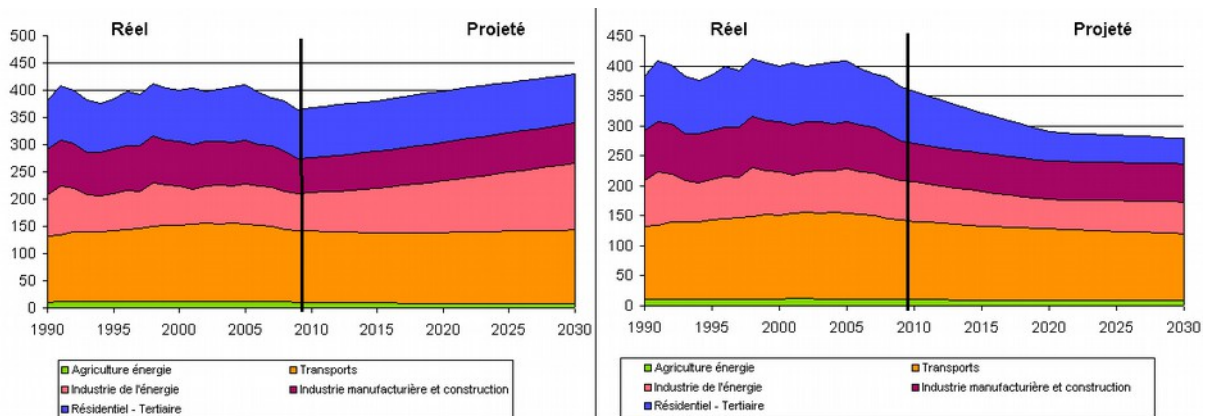 Réel Projeté
500
450
400
350
300
250
200
150
100
50
0
1990 1995 2000 2005 2010 2015 2020 2025 2030
Agriculture énergie Transports
Industrie de l'énergie Industrie manufacturière et construction
Résidentiel - Tertiaire
Réel Projeté
450
400
350
300
250
200
150
100
50
0
1990 1995 2000 2005 2010 2015 2020 2025 2030
Agriculture énergie Transports
Industrie de l'énergie Industrie manufacturière et construction
Résidentiel - Tertiaire